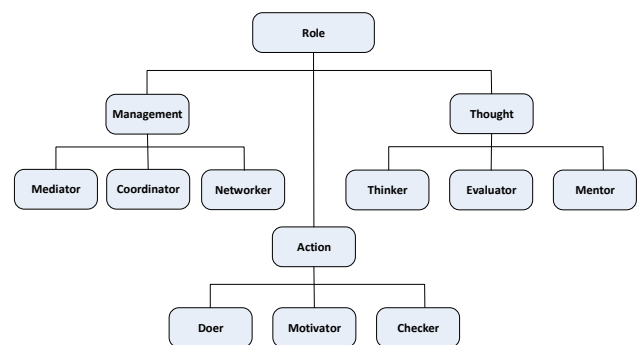 Role
Management
Thought
Mediator
Coordinator
Networker
Thinker
Evaluator
Mentor
Action
Doer
Motivator
Checker